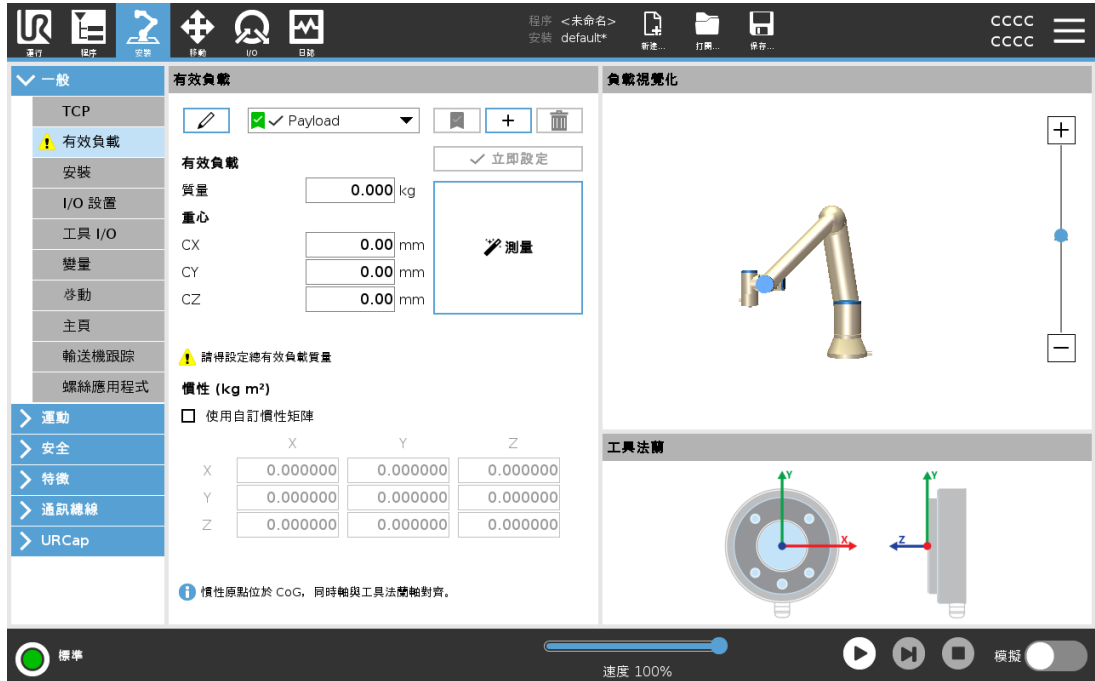 UR
運行
程序
安裝
移動
I/O
日誌
程序 <未命名>
安裝 default*
新建...
打開...
保存...
CCCC
CCCC
一般
TCP
有效負載
安裝
I/O 設置
工具 I/O
變量
啓動
主頁
輸送機跟踪
螺絲應用程式
運動
安全
特徵
通訊總線
URCap
有效負載
Payload
立即設定
有效負載
質量 0.000 kg
重心
CX 0.00 mm
CY 0.00 mm
CZ 0.00 mm
測量
請得設定總有效負載質量
慣性 (kg m²)
使用自訂慣性矩陣
X Y Z
X 0.000000 0.000000 0.000000
Y 0.000000 0.000000 0.000000
Z 0.000000 0.000000 0.000000
慣性原點位於 CoG，同時軸與工具法蘭軸對齊。
負載視覺化
工具法蘭
Y
X
Y
Z
標準
速度 100%
模擬